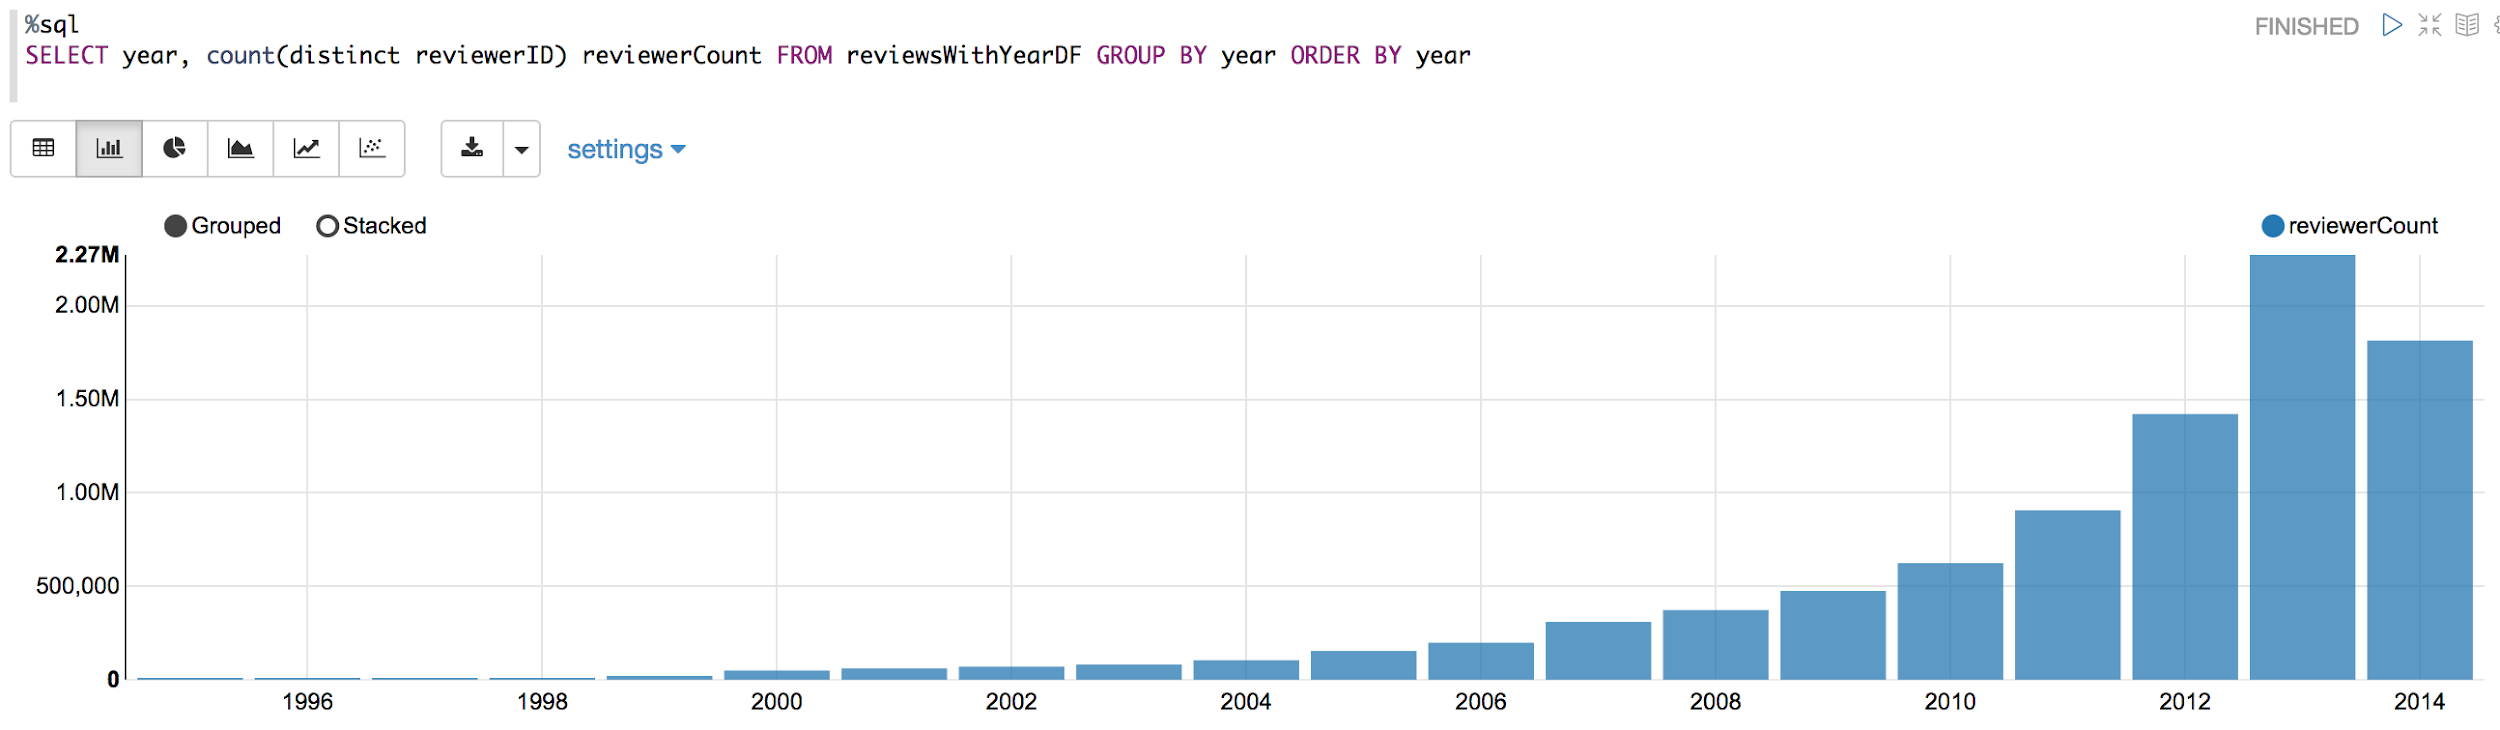 %sql
FINISHED
SELECT year, count(distinct reviewerID) reviewerCount FROM reviewsWithYearDF GROUP BY year ORDER BY year
settings
Grouped Stacked reviewerCount
2.27M
2.00M
1.50M
1.00M
500,000
0
1996 1998 2000 2002 2004 2006 2008 2010 2012 2014